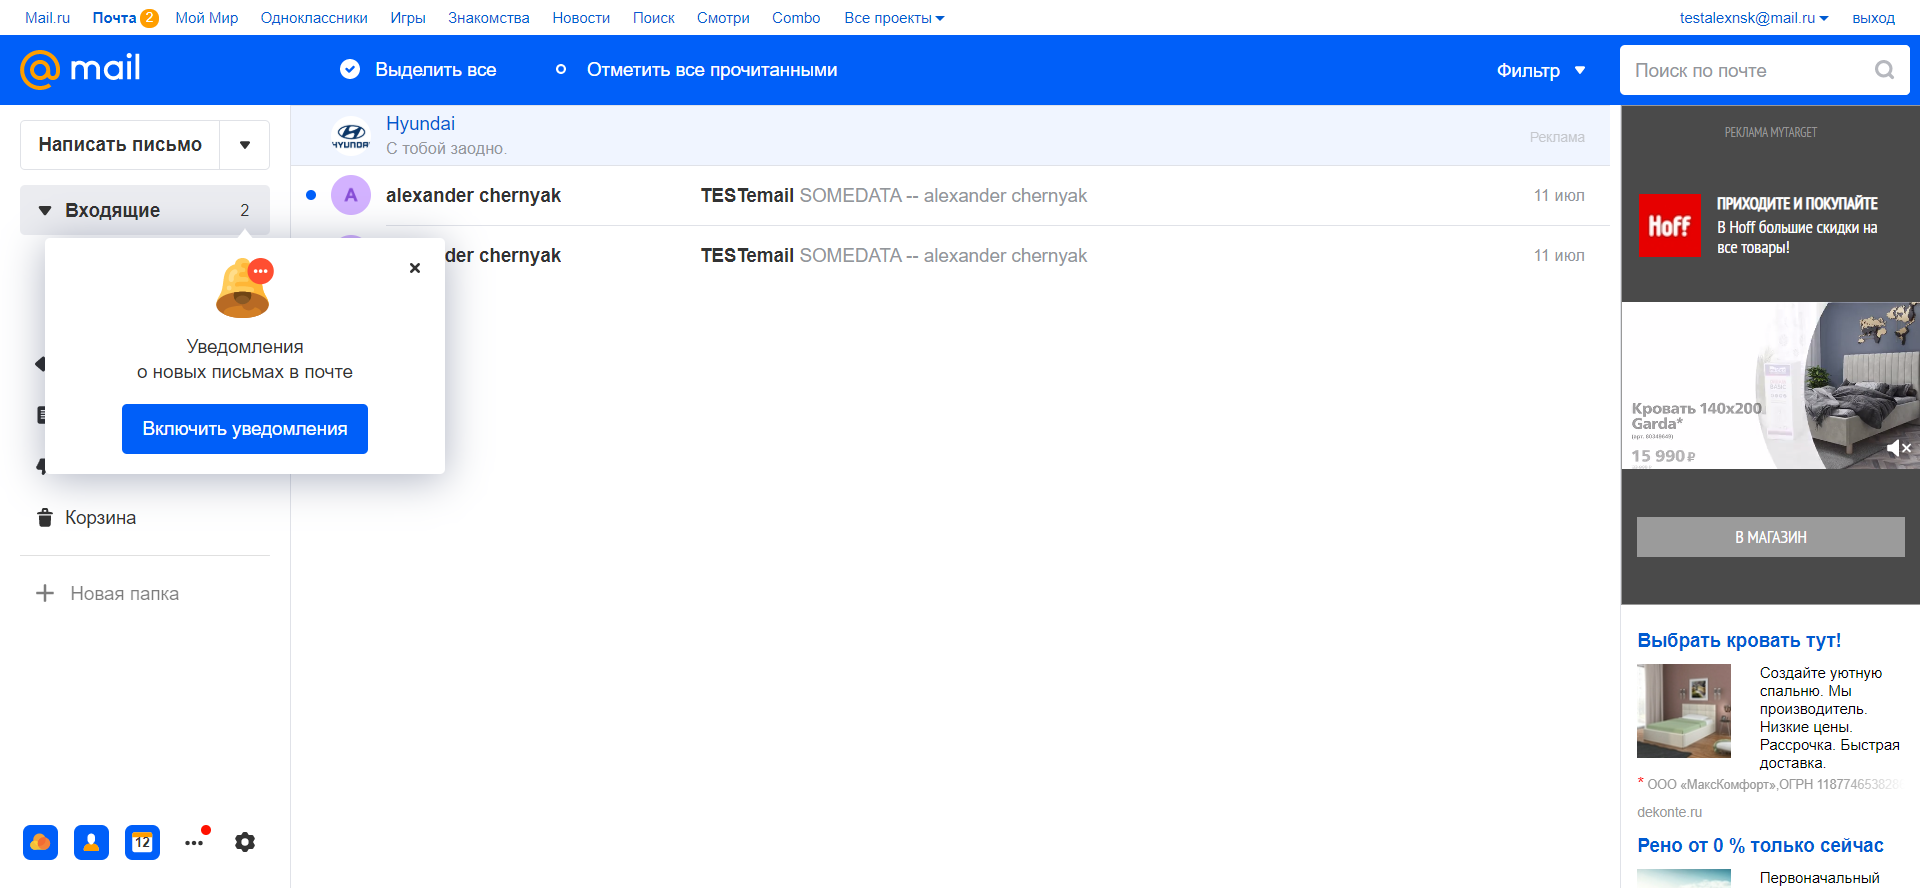 Mail.ru Почта 2 Мой Мир Одноклассники Игры Знакомства Новости Поиск Смотри Combo Все проекты testalexnsk@mail.ru выход
@mail Выделить все Отметить все прочитанными Фильтр Поиск по почте
Написать письмо
Входящие 2
Уведомления
о новых письмах в почте
Включить уведомления
Корзина
Новая папка
12
HYUNDAI
Hyundai
С тобой заодно.
Реклама
A alexander chernyak TESTemail SOMEDATA -- alexander chernyak 11 июл
der chernyak TESTemail SOMEDATA -- alexander chernyak 11 июл
РЕКЛАМА MYTARGET
Hoff
ПРИХОДИТЕ И ПОКУПАЙТЕ
В Hoff большие скидки на
все товары!
Кровать 140x200
Garda*
(арт. 80349649)
15 990 ₽
В МАГАЗИН
Выбрать кровать тут!
Создайте уютную
спальню. Мы
производитель.
Низкие цены.
Рассрочка. Быстрая
доставка.
* ООО «МаксКомфорт»,ОГРН 118774653828
dekonte.ru
Рено от 0 % только сейчас
Первоначальный